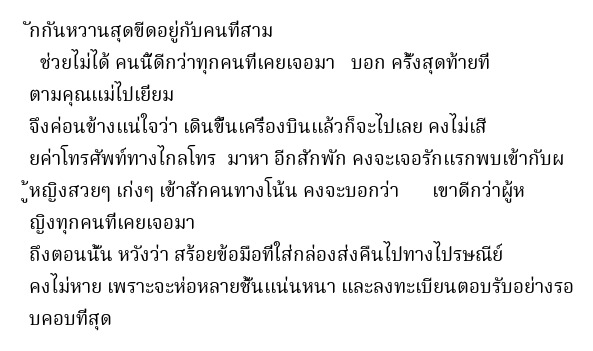 ักกันหวานสุดขีดอยู่กับคนที่สาม
ช่วยไม่ได้ คนนี้ดีกว่าทุกคนที่เคยเจอมา บอก ครั้งสุดท้ายที่
ตามคุณแม่ไปเยี่ยม
จึงค่อนข้างแน่ใจว่า เดินขึ้นเครื่องบินแล้วก็จะไปเลย คงไม่เสี
ยค่าโทรศัพท์ทางไกลโทร มาหา อีกสักพัก คงจะเจอรักแรกพบเข้ากับผ
ู้หญิงสวยๆ เก่งๆ เข้าสักคนทางโน้น คงจะบอกว่า เขาดีกว่าผู้ห
ญิงทุกคนที่เคยเจอมา
ถึงตอนนั้น หวังว่า สร้อยข้อมือที่ใส่กล่องส่งคืนไปทางไปรษณีย์
คงไม่หาย เพราะจะห่อหลายชั้นแน่นหนา และลงทะเบียนตอบรับอย่างรอ
บคอบที่สุด